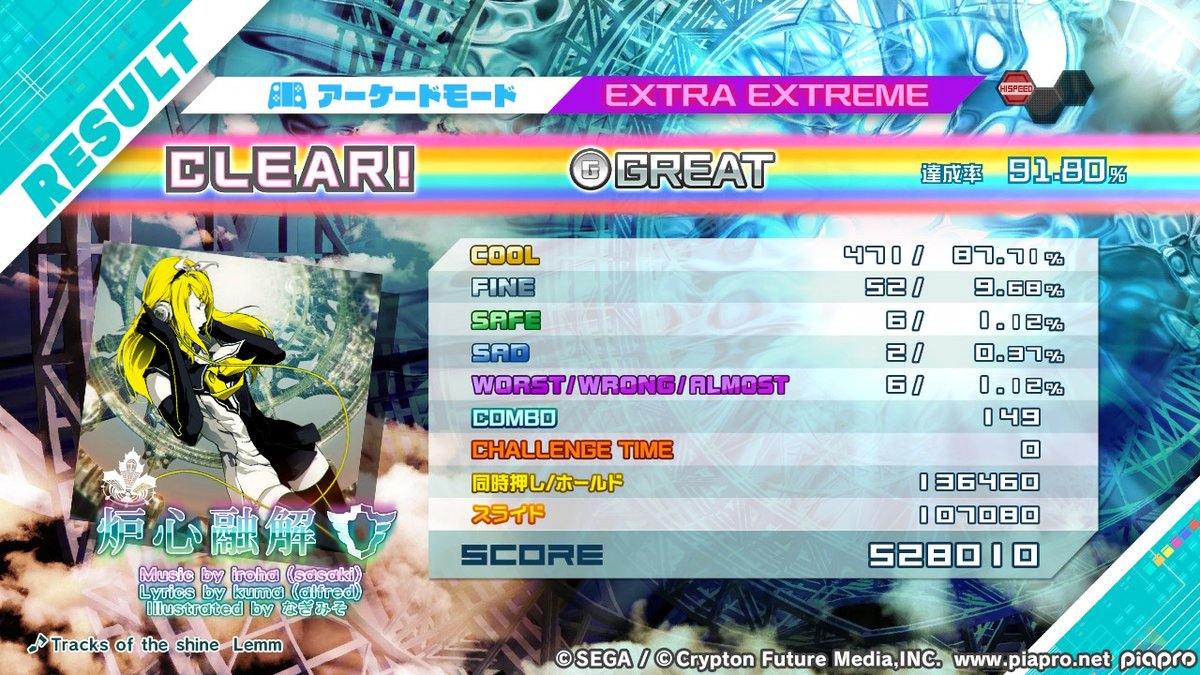 RESULT
アーケードモード EXTRA EXTREME HISPEED
CLEAR! G GREAT 達成率 91.80%
COOL 471/ 87.71%
FINE 52/ 9.68%
SAFE 6/ 1.12%
SAD 2/ 0.37%
WORST/WRONG/ALMOST 6/ 1.12%
COMBO 149
CHALLENGE TIME 0
同時押し/ホールド 136460
スライド 107080
SCORE 528010
炉心融解
Music by iroha (sasaki)
Lyrics by kuma (alfred)
Illustrated by なぎみそ
♪Tracks of the shine Lemm
©SEGA / ©Crypton Future Media,INC. www.piapro.net piapro